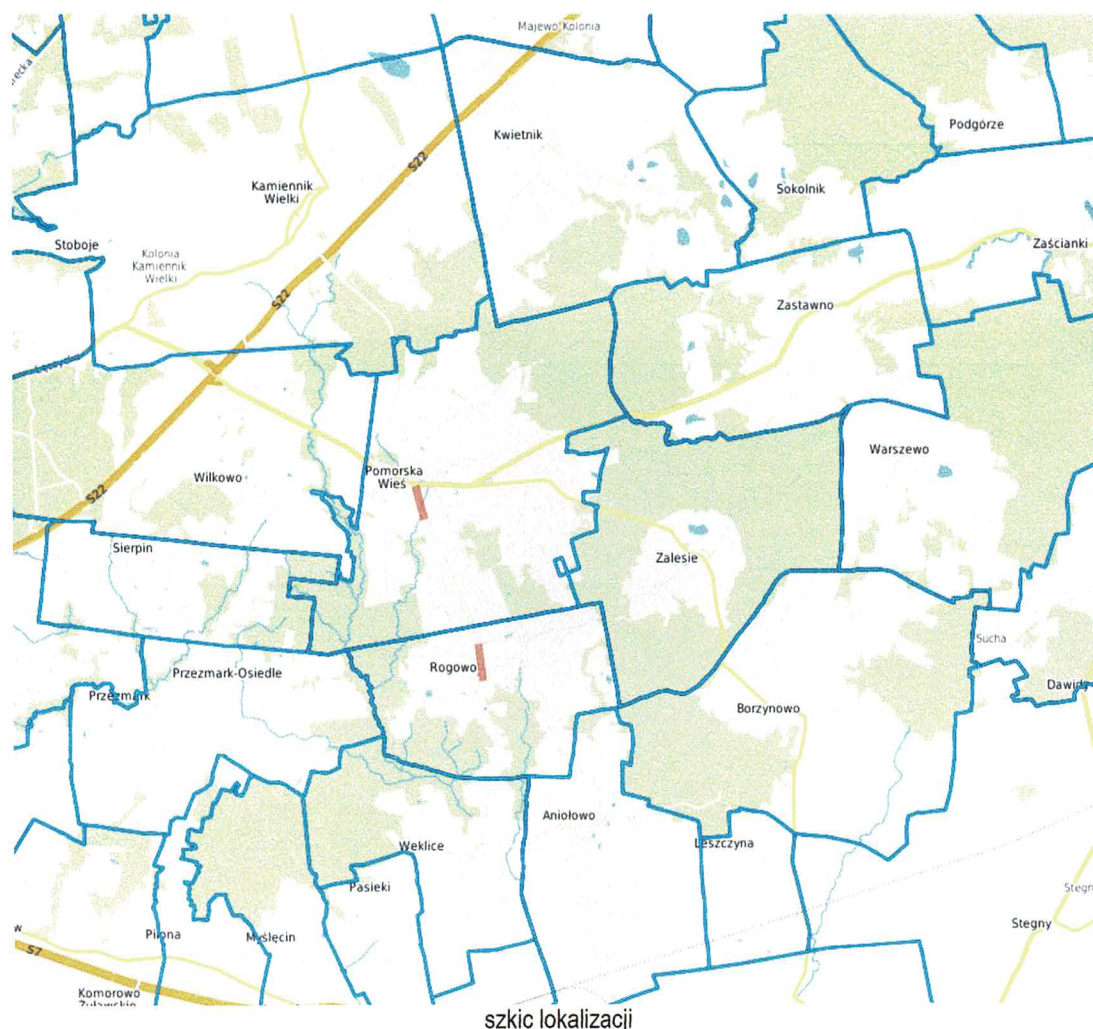 Majewo Kolonia
Podgórze
Kwietnik
S22
Kamiennik
Wielki
Sokolnik
Stoboje
Kolonia
Kamiennik
Wielki
Zaścianki
S22
Zastawno
Warszewo
Pomorska
Wieś
Wilkowo
S22
Sierpin
Zalesie
Sucha
Rogowo
Przezmark-Osiedle
Przezmark
Dawidy
Borzynowo
Aniołowo
Leszczyna
Weklice
Pasieki
Stegny
Pilona
Myślęcin
w
S7
Komorowo
Żuławskie
szkic lokalizacji